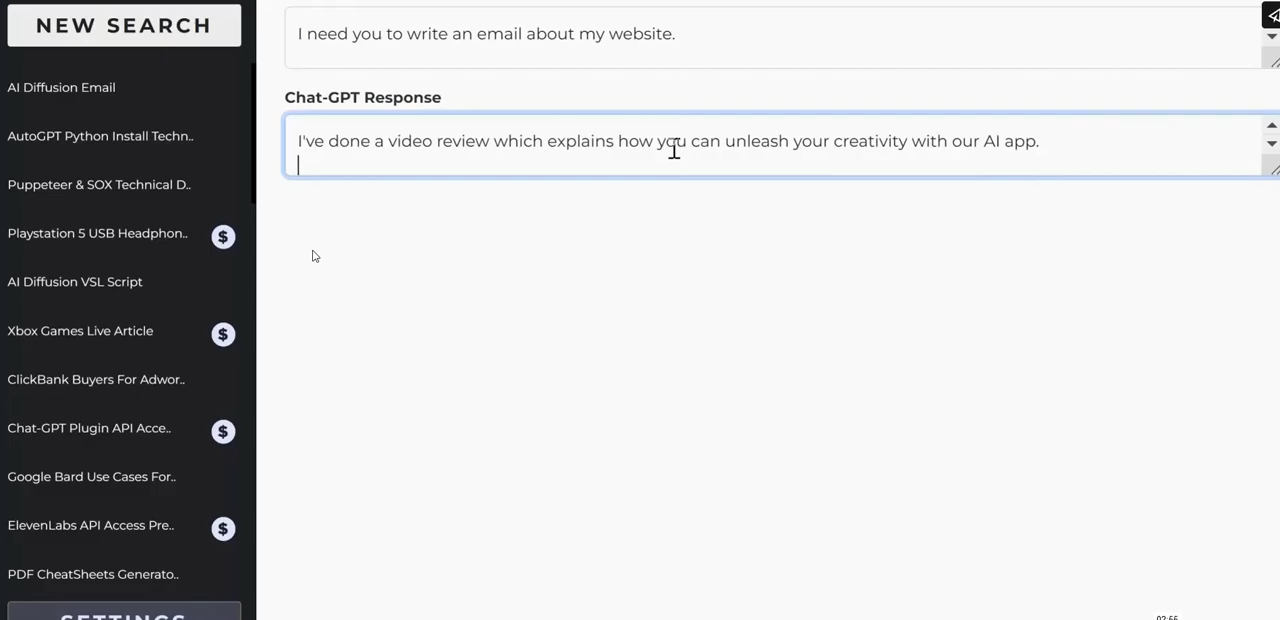 NEW SEARCH
AI Diffusion Email
AutoGPT Python Install Techn..
Puppeteer & SOX Technical D..
Playstation 5 USB Headphon..
$
AI Diffusion VSL Script
Xbox Games Live Article
$
ClickBank Buyers For Adwor..
Chat-GPT Plugin API Acce..
$
Google Bard Use Cases For..
ElevenLabs API Access Pre..
$
PDF CheatSheets Generato..
SETTINGS
I need you to write an email about my website.
Chat-GPT Response
I've done a video review which explains how you can unleash your creativity with our AI app.